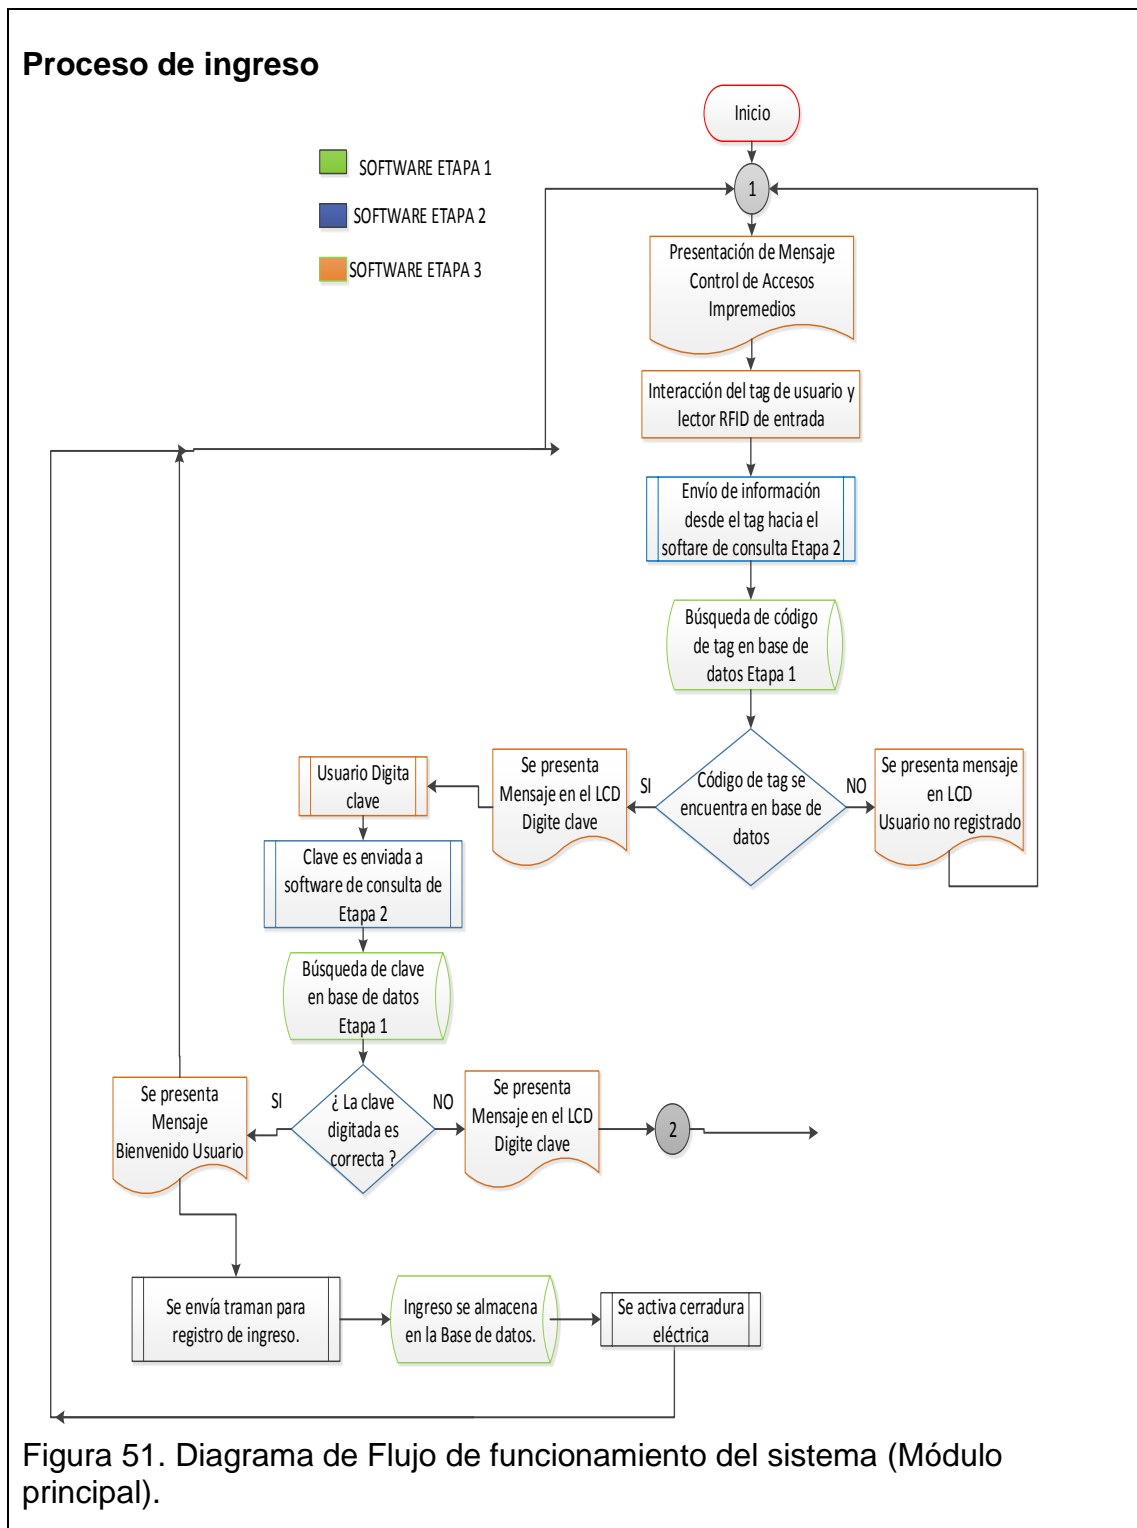 Proceso de ingreso
Inicio
1
SOFTWARE ETAPA 1
SOFTWARE ETAPA 2
SOFTWARE ETAPA 3
Presentación de Mensaje
Control de Accesos
Impremedios
Interacción del tag de usuario y
lector RFID de entrada
Envío de información
desde el tag hacia el
softare de consulta Etapa 2
Búsqueda de código
de tag en base de
datos Etapa 1
Código de tag se
encuentra en base de
datos
SI
NO
Se presenta mensaje
en LCD
Usuario no registrado
Se presenta
Mensaje en el LCD
Digite clave
Usuario Digita
clave
Clave es enviada a
software de consulta de
Etapa 2
Búsqueda de clave
en base de datos
Etapa 1
¿ La clave
digitada es
correcta ?
SI
NO
Se presenta
Mensaje
Bienvenido Usuario
Se presenta
Mensaje en el LCD
Digite clave
2
Se envía traman para
registro de ingreso.
Ingreso se almacena
en la Base de datos.
Se activa cerradura
eléctrica
Figura 51. Diagrama de Flujo de funcionamiento del sistema (Módulo
principal).